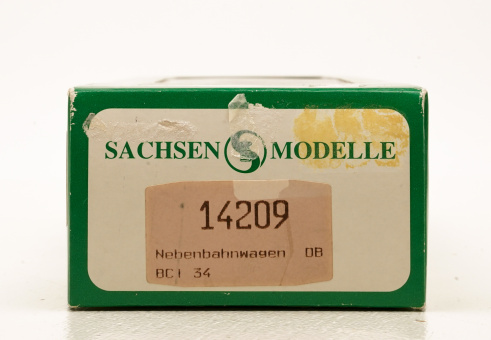 SACHSEN MODELLE
14209
Nebenbahnwagen DB
BCi 34